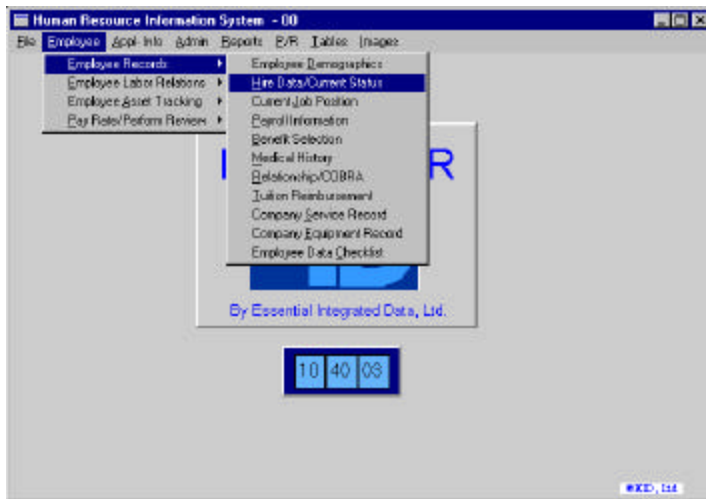 Human Resource Information System - 00
File Employee Appl-Info Admin Reports P/R Tables Images
Employee Records
Employee Labor Relations
Employee Asset Tracking
Pay Rate/Perform Reviews
Employee Demographics
Hire Data/Current Status
Current Job Position
Payroll Information
Benefit Selection
Medical History
Relationship/COBRA
Tuition Reimbursement
Company Service Record
Company Equipment Record
Employee Data Checklist
R
By Essential Integrated Data, Ltd.
10 40 03